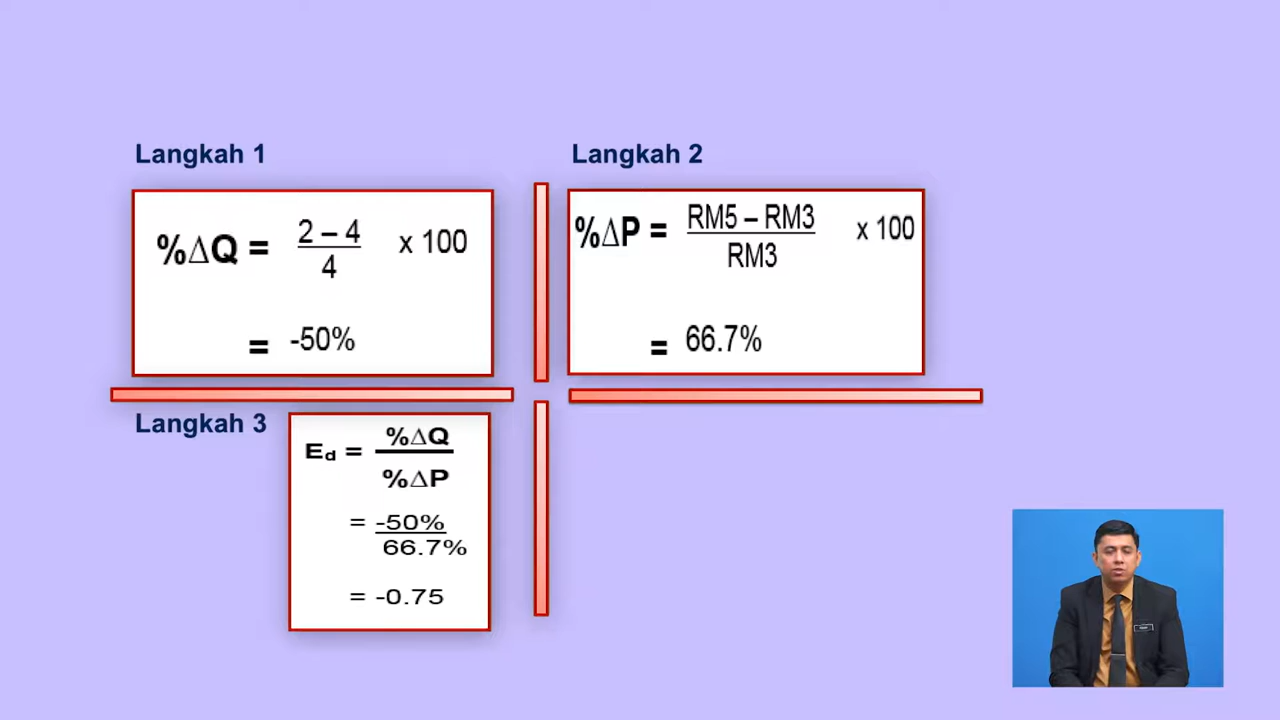 Langkah 1
%∆Q = 2 – 4 x 100
4
= -50%
Langkah 2
%∆P = RM5 – RM3 x 100
RM3
= 66.7%
Langkah 3
Ed = %∆Q
%∆P
= -50%
66.7%
= -0.75